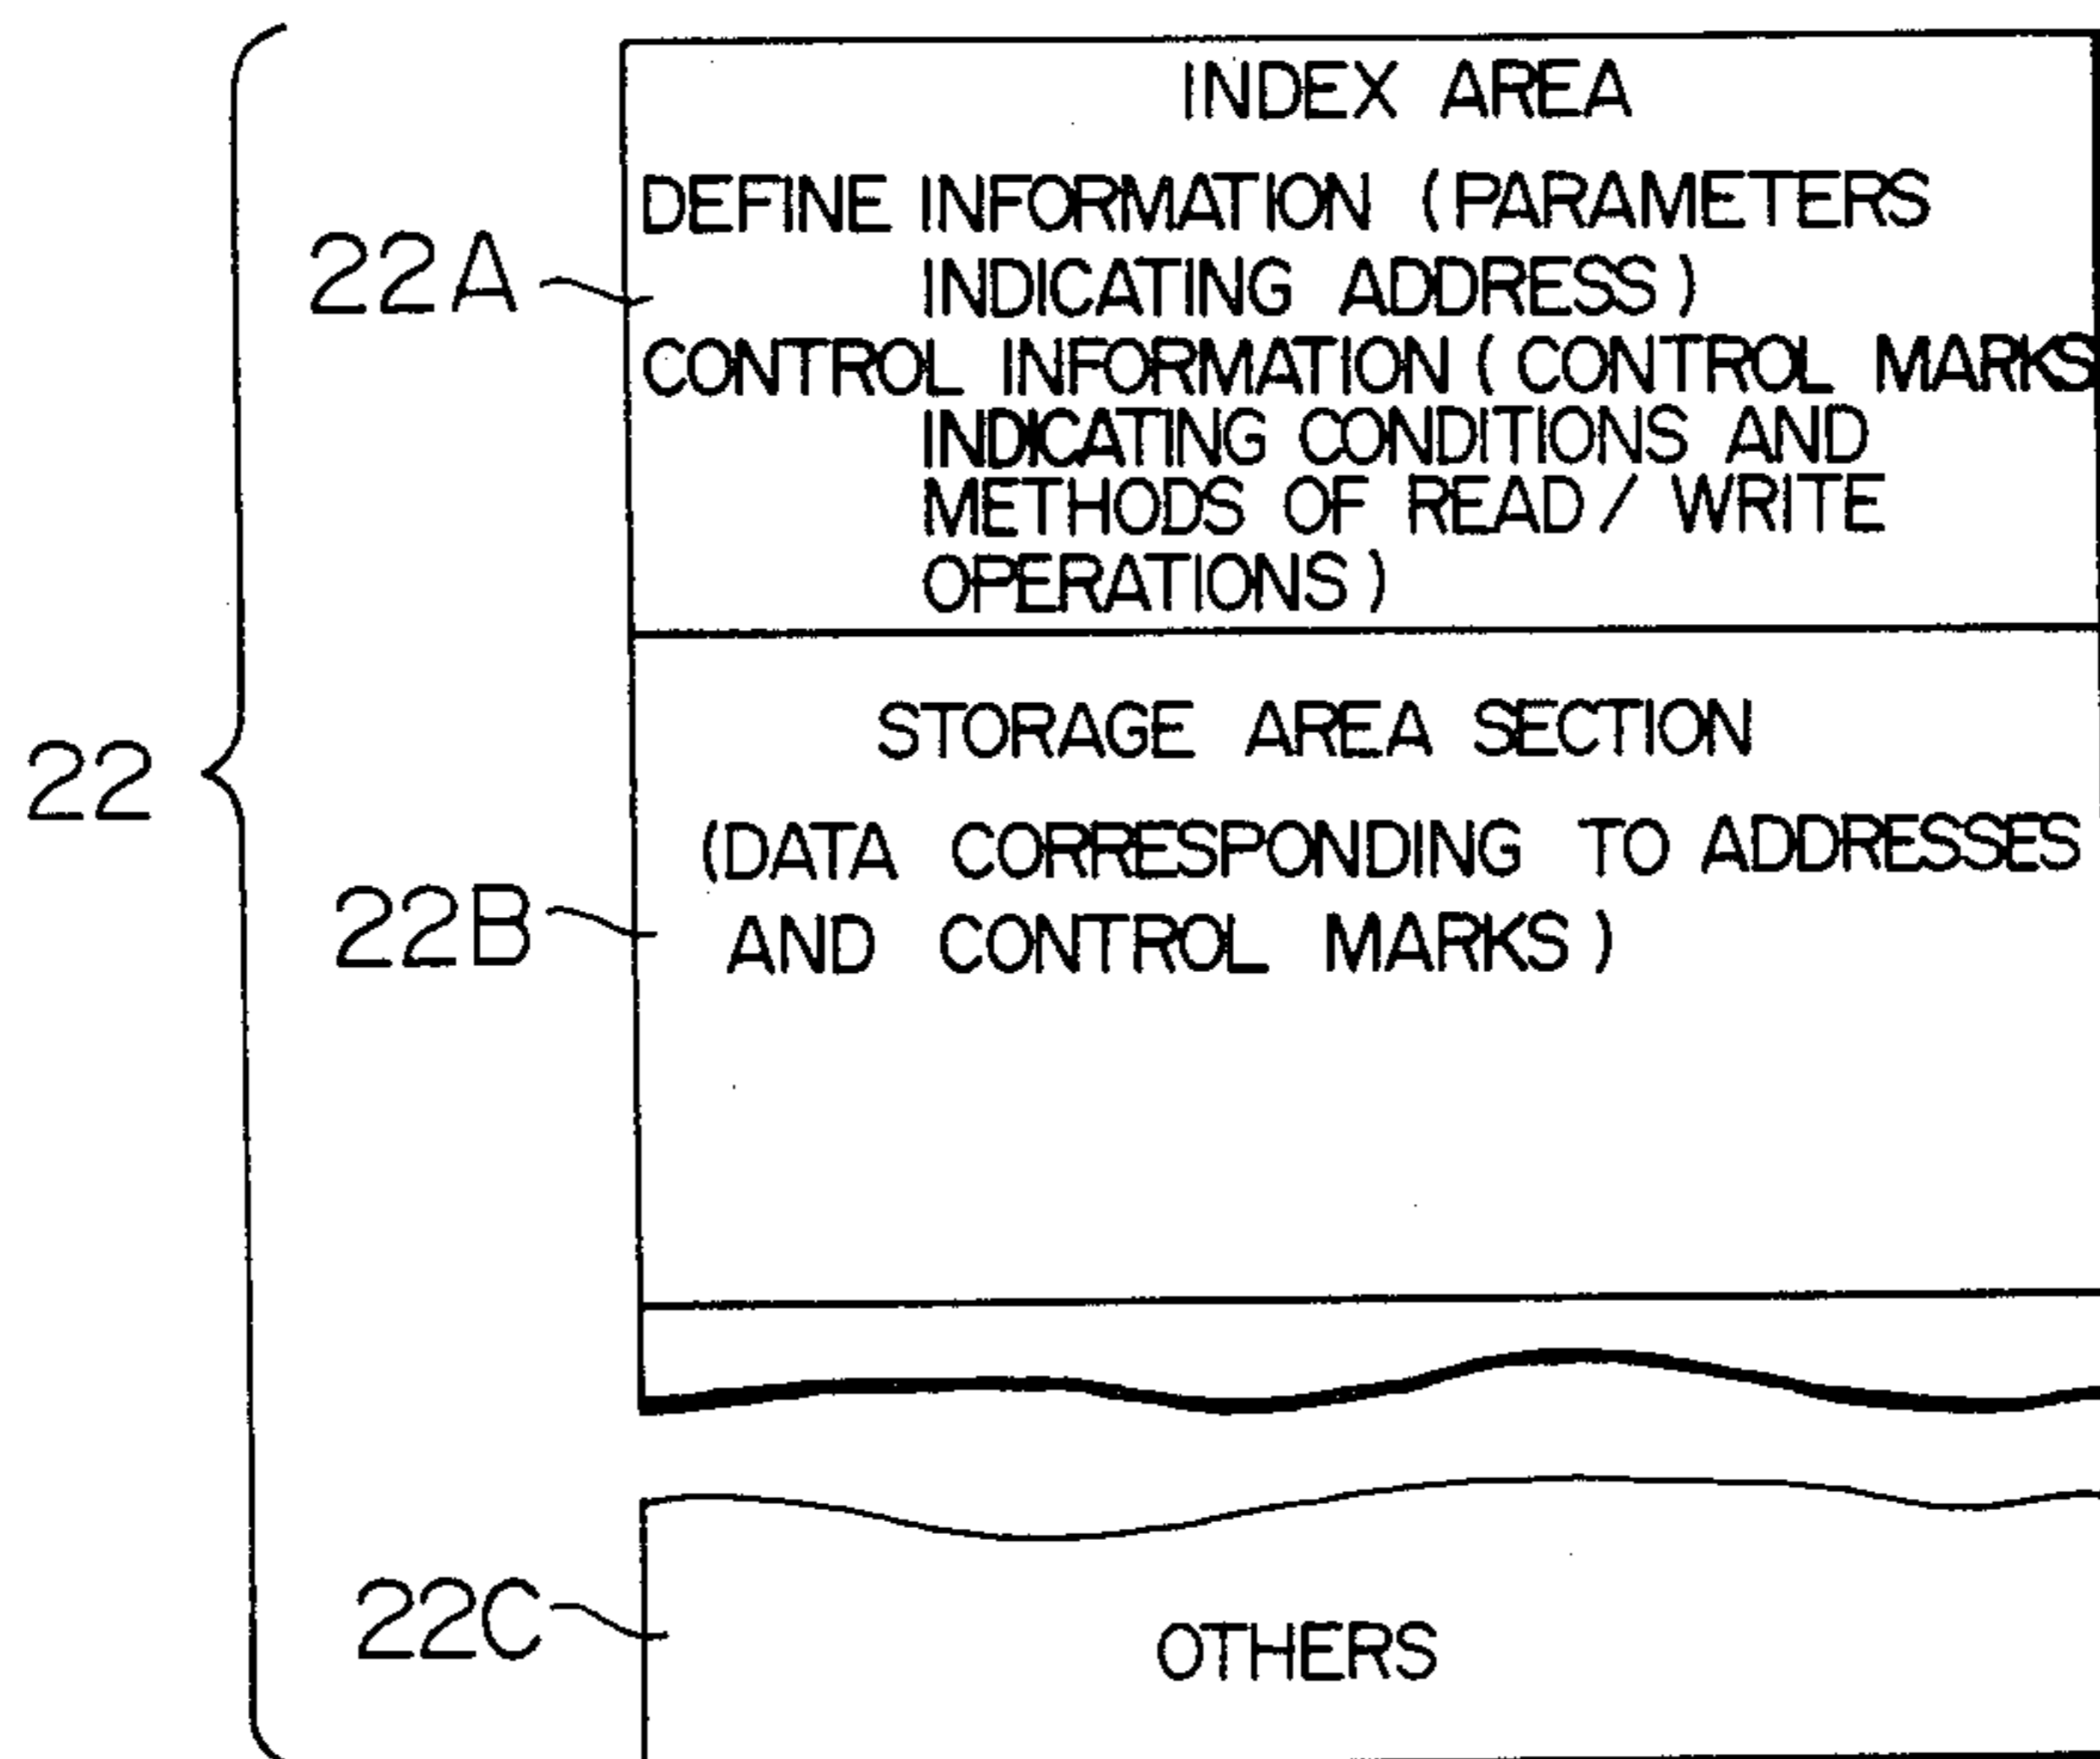 INDEX AREA
DEFINE INFORMATION (PARAMETERS
INDICATING ADDRESS)
22A
CONTROL INFORMATION (CONTROL MARKS
INDICATING CONDITIONS AND
METHODS OF READ/WRITE
OPERATIONS)
STORAGE AREA SECTION
22
(DATA CORRESPONDING TO ADDRESSES
22B
AND CONTROL MARKS)
22C
OTHERS